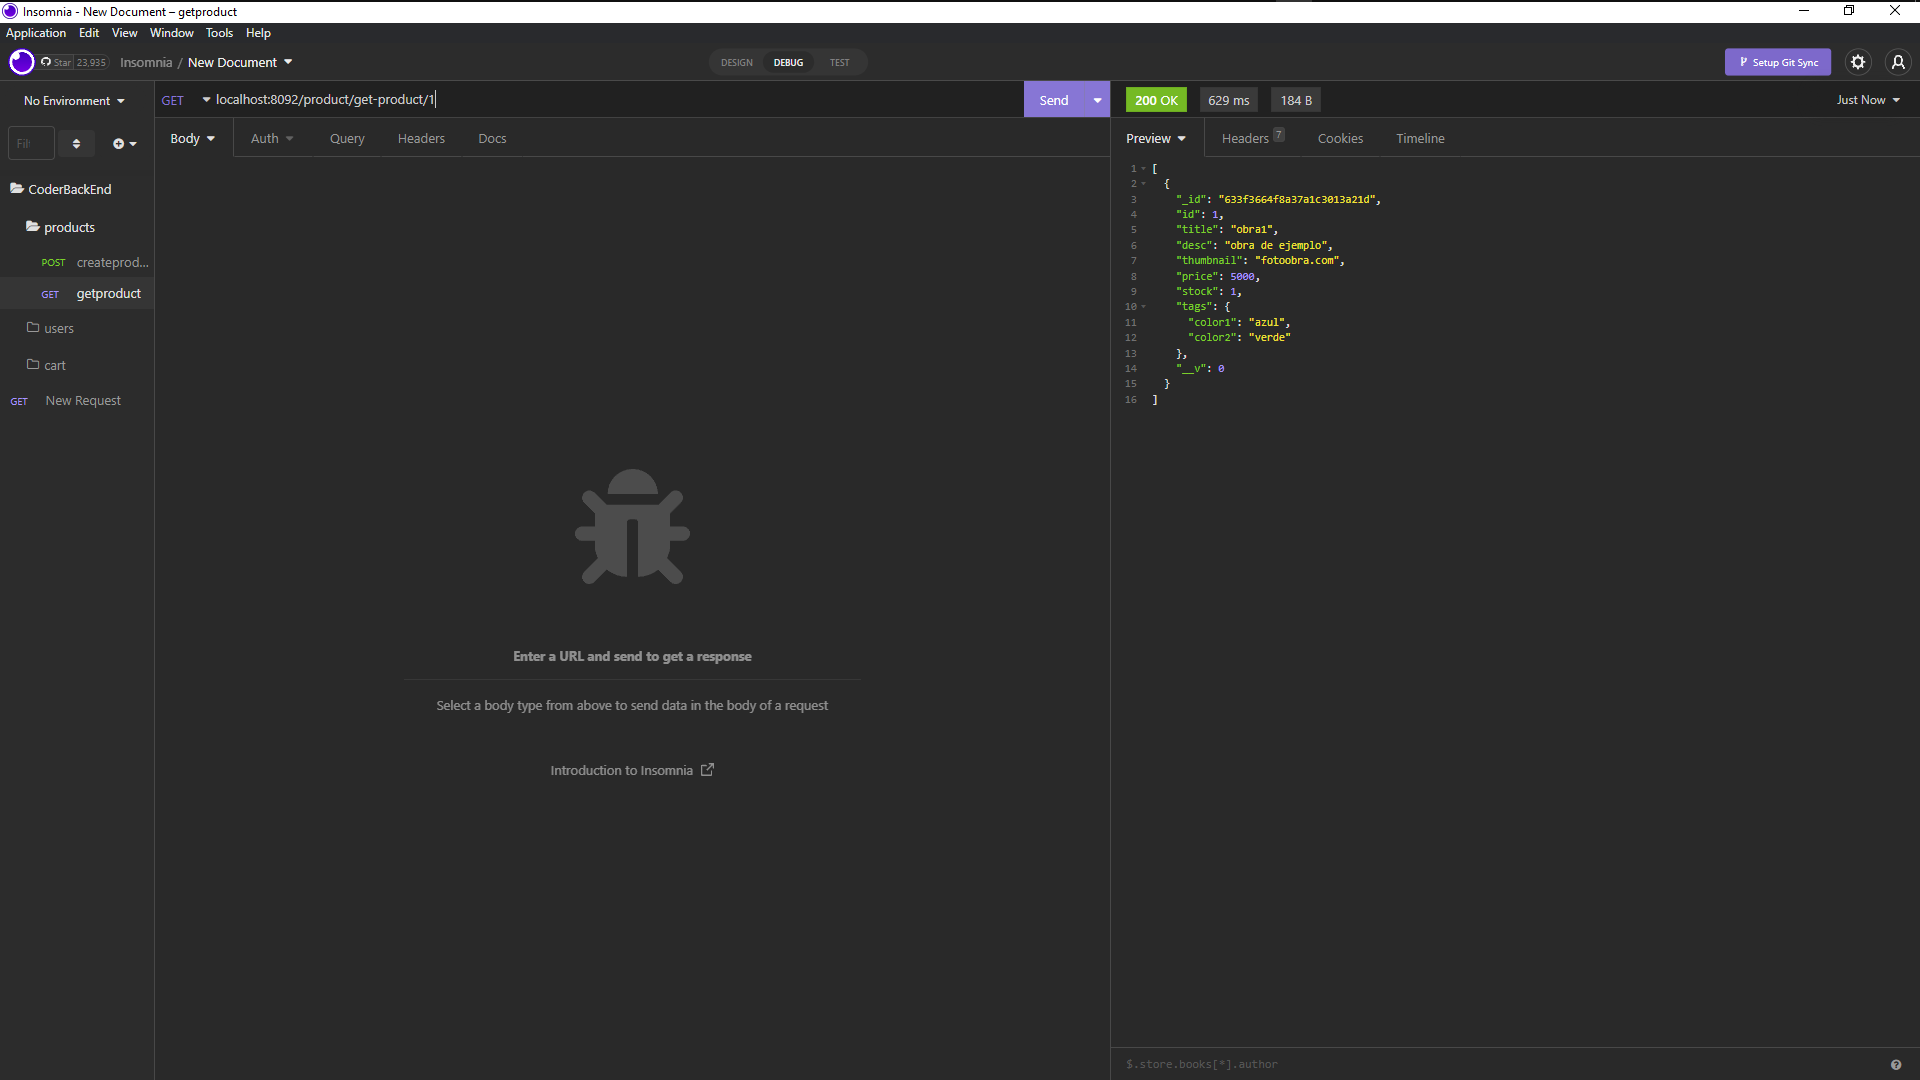 Insomnia - New Document – getproduct
Application Edit View Window Tools Help
Star 23,935 Insomnia / New Document DESIGN DEBUG TEST Setup Git Sync
No Environment
GET localhost:8092/product/get-product/1 Send
200 OK 629 ms 184 B Just Now
Body Auth Query Headers Docs
Preview Headers 7 Cookies Timeline
Fil
CoderBackEnd
products
POST createprod...
GET getproduct
users
cart
GET New Request
Enter a URL and send to get a response
Select a body type from above to send data in the body of a request
Introduction to Insomnia
1 [
2 {
3 "_id": "633f3664f8a37a1c3013a21d",
4 "id": 1,
5 "title": "obra1",
6 "desc": "obra de ejemplo",
7 "thumbnail": "fotoobra.com",
8 "price": 5000,
9 "stock": 1,
10 "tags": {
11 "color1": "azul",
12 "color2": "verde"
13 },
14 "__v": 0
15 }
16 ]
$.store.books[*].author